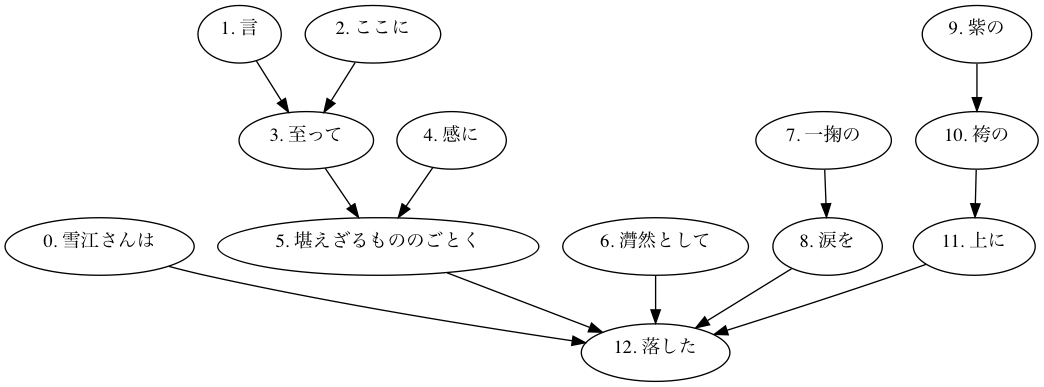 1. 言
2. ここに
9. 紫の
3. 至って
4. 感に
7. 一掬の
10. 袴の
0. 雪江さんは
5. 堪えざるもののごとく
6. 潸然として
8. 涙を
11. 上に
12. 落した